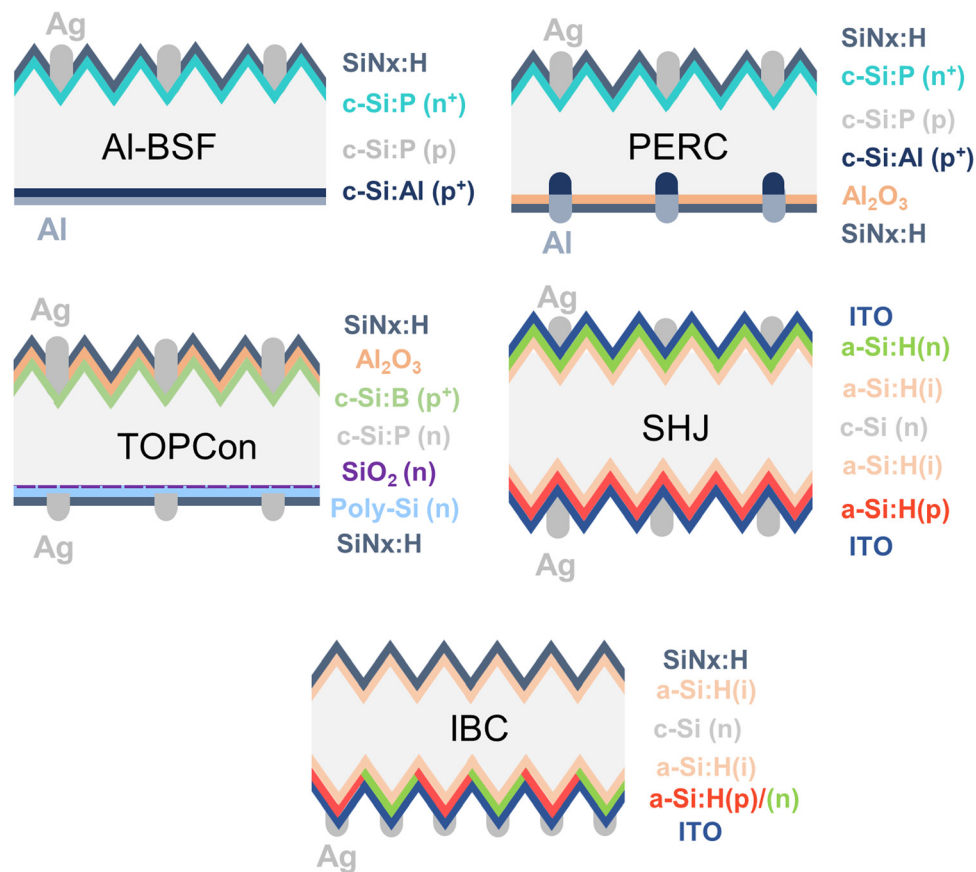 Ag
SiNx:H
c-Si:P (n⁺)
Al-BSF
c-Si:P (p)
c-Si:Al (p⁺)
Al
Ag
SiNx:H
c-Si:P (n⁺)
c-Si:P (p)
PERC
c-Si:Al (p⁺)
Al₂O₃
SiNx:H
Al
Ag
SiNx:H
Al₂O₃
c-Si:B (p⁺)
c-Si:P (n)
TOPCon
SiO₂ (n)
Poly-Si (n)
SiNx:H
Ag
Ag
ITO
a-Si:H(n)
a-Si:H(i)
c-Si (n)
SHJ
a-Si:H(i)
a-Si:H(p)
ITO
Ag
SiNx:H
a-Si:H(i)
c-Si (n)
IBC
a-Si:H(i)
a-Si:H(p)/(n)
ITO
Ag